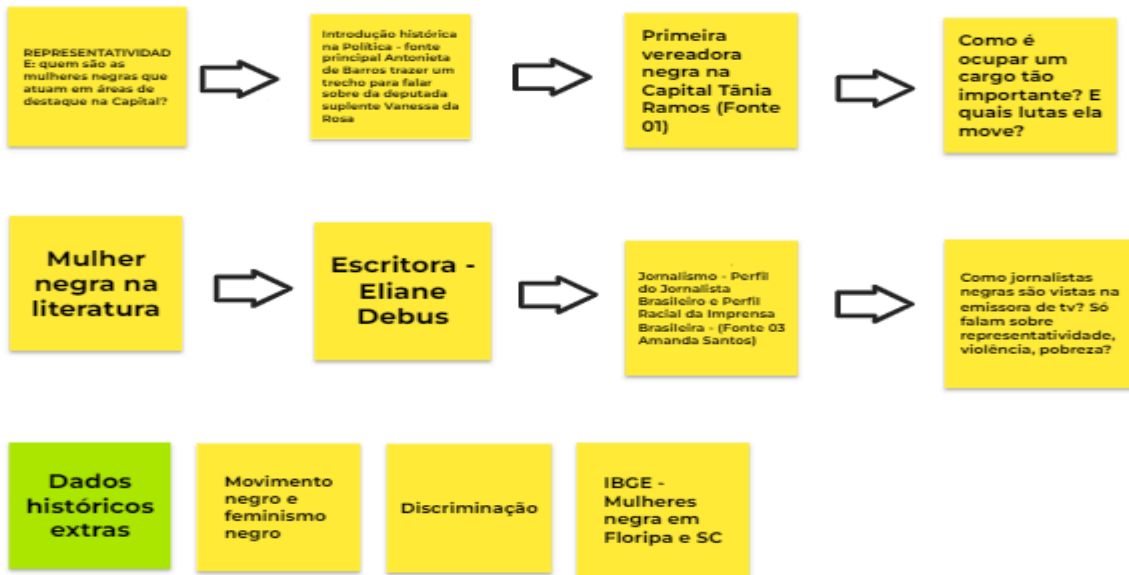 REPRESENTATIVIDAD
E: quem são as
mulheres negras que
atuam em áreas de
destaque na Capital?
Introdução histórica
na Política - fonte
principal Antonieta
de Barros trazer um
trecho para falar
sobre da deputada
suplente Vanessa da
Rosa
Primeira
vereadora
negra na
Capital Tânia
Ramos (Fonte
01)
Como é
ocupar um
cargo tão
importante? E
quais lutas ela
move?
Mulher
negra na
literatura
Escritora -
Eliane
Debus
Jornalismo - Perfil
do Jornalista
Brasileiro e Perfil
Racial da Imprensa
Brasileira - (Fonte 03
Amanda Santos)
Como jornalistas
negras são vistas na
emissora de tv? Só
falam sobre
representatividade,
violência, pobreza?
Dados
históricos
extras
Movimento
negro e
feminismo
negro
Discriminação
IBGE -
Mulheres
negra em
Floripa e SC